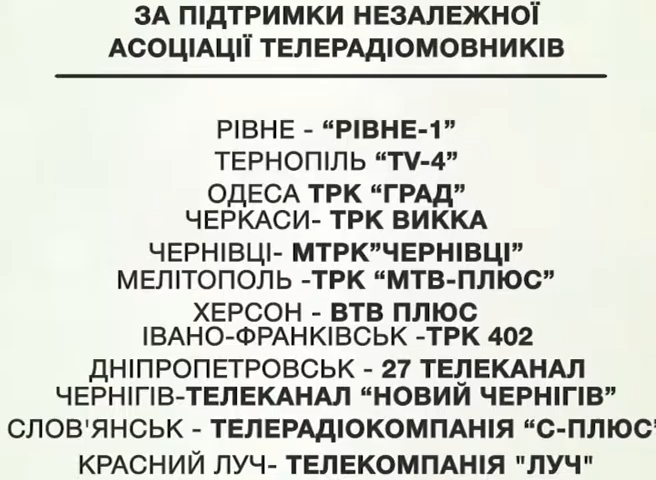 ЗА ПІДТРИМКИ НЕЗАЛЕЖНОЇ
АСОЦІАЦІЇ ТЕЛЕРАДІОМОВНИКІВ
РІВНЕ - “РІВНЕ-1”
ТЕРНОПІЛЬ “TV-4”
ОДЕСА ТРК “ГРАД”
ЧЕРКАСИ- ТРК ВИККА
ЧЕРНІВЦІ- МТРК”ЧЕРНІВЦІ”
МЕЛІТОПОЛЬ -ТРК “МТВ-ПЛЮС”
ХЕРСОН - ВТВ ПЛЮС
ІВАНО-ФРАНКІВСЬК -ТРК 402
ДНІПРОПЕТРОВСЬК - 27 ТЕЛЕКАНАЛ
ЧЕРНІГІВ-ТЕЛЕКАНАЛ “НОВИЙ ЧЕРНІГІВ”
СЛОВ'ЯНСЬК - ТЕЛЕРАДІОКОМПАНІЯ “С-ПЛЮС”
КРАСНИЙ ЛУЧ- ТЕЛЕКОМПАНІЯ "ЛУЧ"